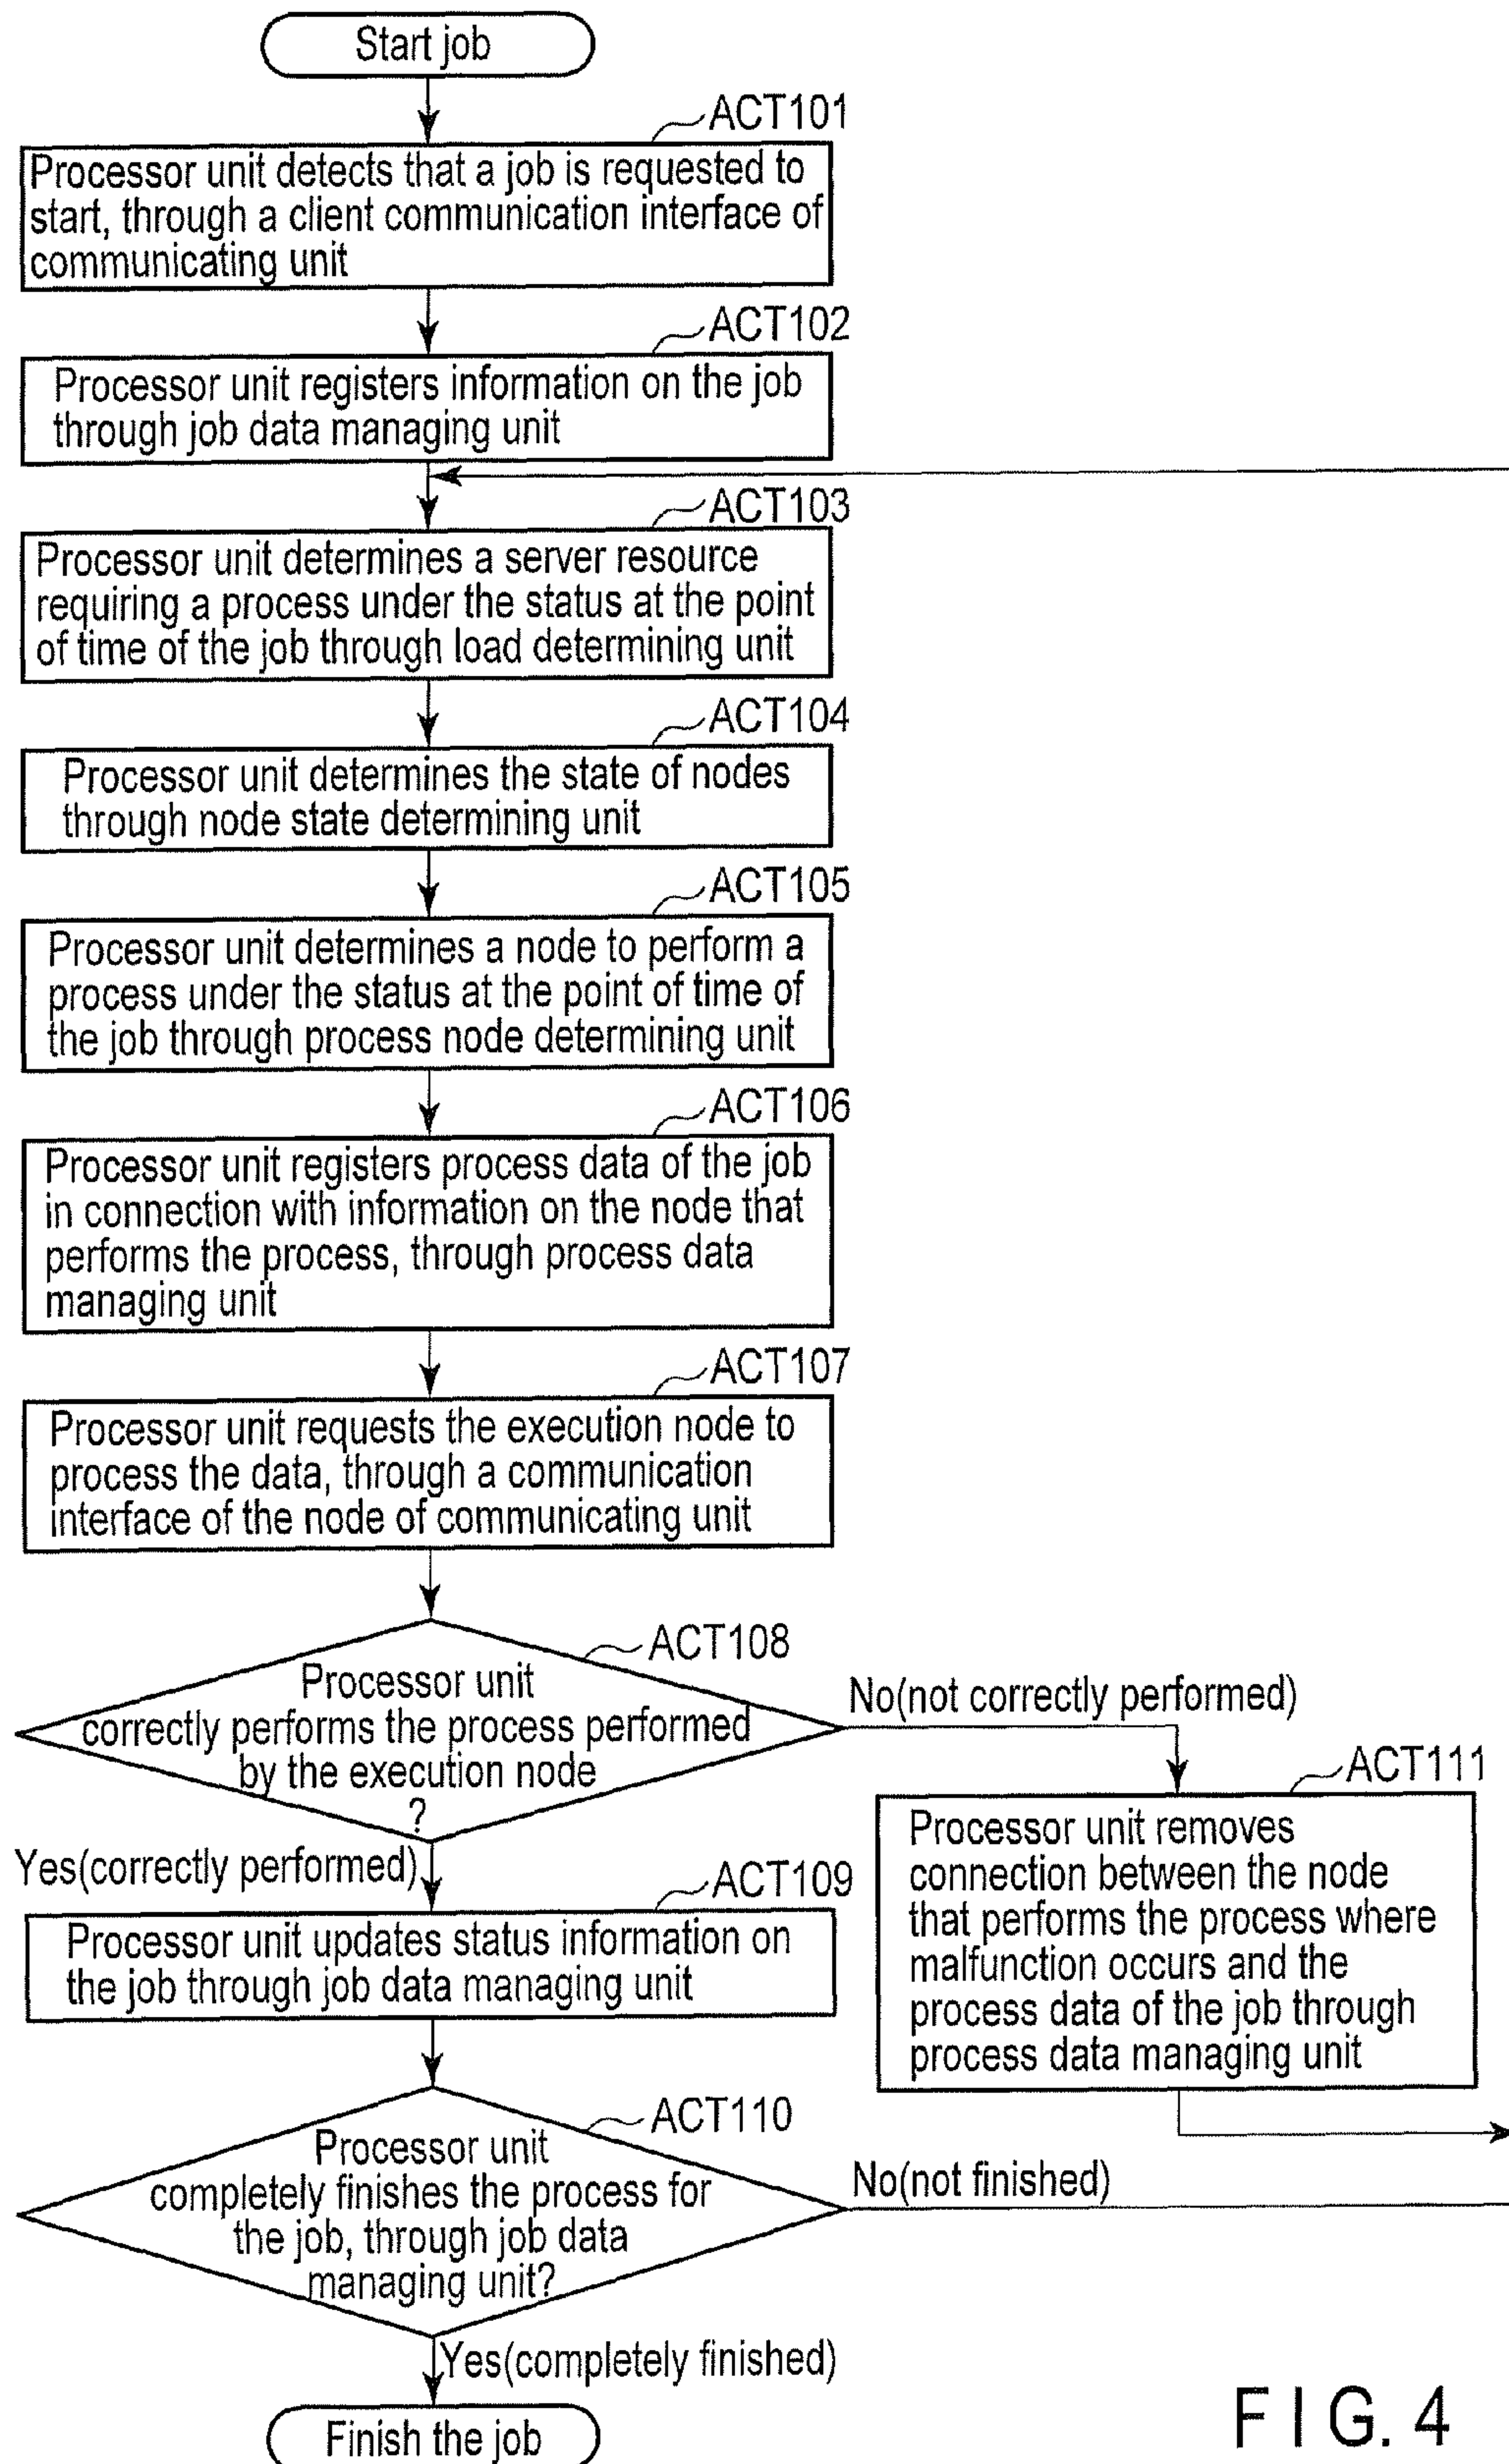 Start job
ACT101
Processor unit detects that a job is requested to
start, through a client communication interface of
communicating unit
ACT102
Processor unit registers information on the job
through job data managing unit
ACT103
Processor unit determines a server resource
requiring a process under the status at the point
of time of the job through load determining unit
ACT104
Processor unit determines the state of nodes
through node state determining unit
ACT105
Processor unit determines a node to perform a
process under the status at the point of time of
the job through process node determining unit
ACT106
Processor unit registers process data of the job
in connection with information on the node that
performs the process, through process data
managing unit
ACT107
Processor unit requests the execution node to
process the data, through a communication
interface of the node of communicating unit
ACT108
Processor unit
correctly performs the process performed
by the execution node
?
No(not correctly performed)
Yes(correctly performed)
ACT111
Processor unit removes
connection between the node
that performs the process where
malfunction occurs and the
process data of the job through
process data managing unit
ACT109
Processor unit updates status information on
the job through job data managing unit
ACT110
Processor unit
completely finishes the process for
the job, through job data
managing unit?
No(not finished)
Yes(completely finished)
Finish the job
FIG. 4